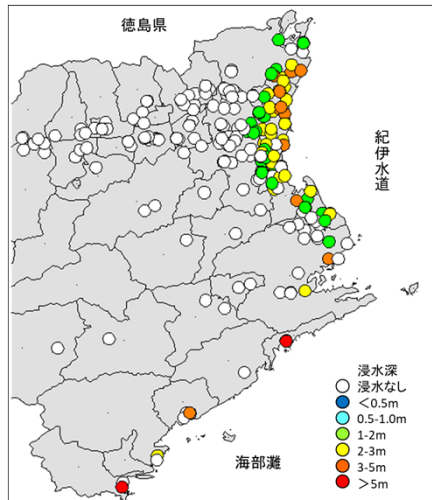 徳島県
紀伊水道
海部灘
浸水深
浸水なし
＜0.5m
0.5-1.0m
1-2m
2-3m
3-5m
＞5m